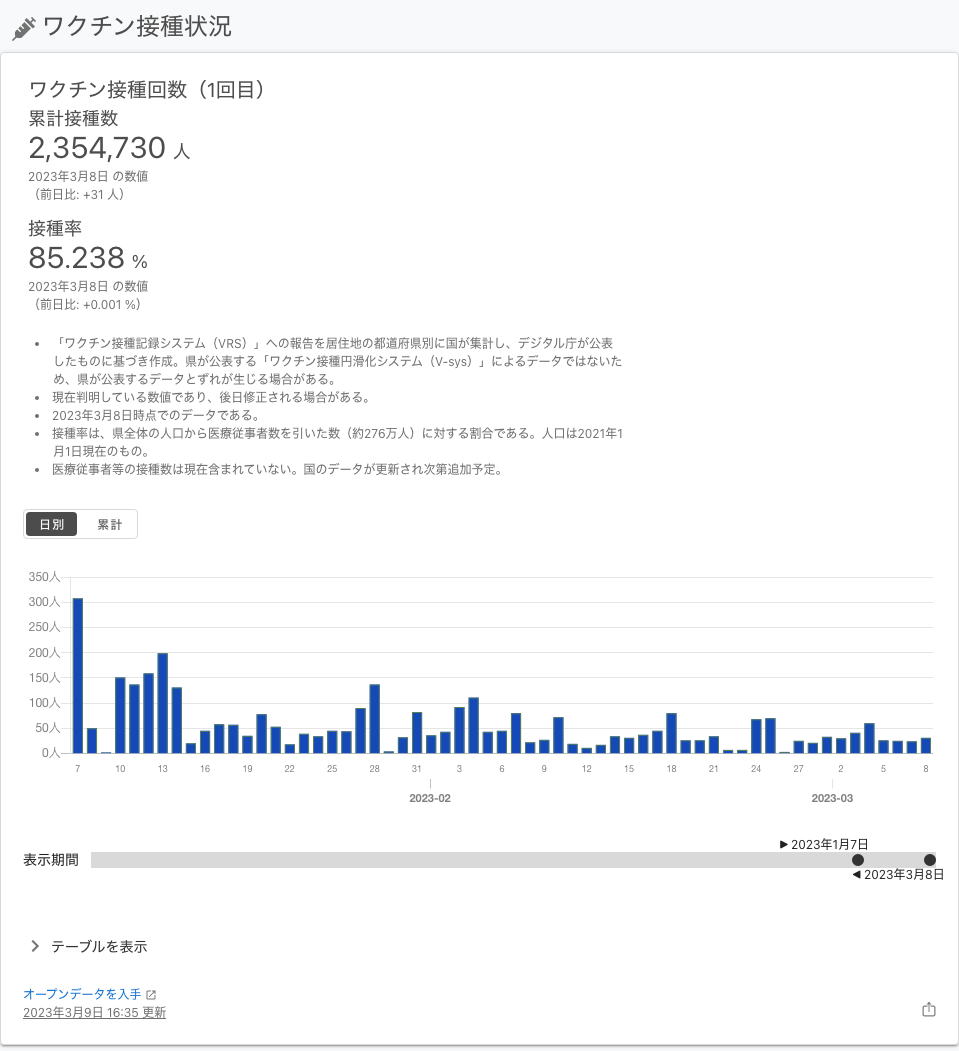 ワクチン接種状況
ワクチン接種回数（1回目）
累計接種数
2,354,730 人
2023年3月8日 の数値
（前日比: +31 人）
接種率
85.238 %
2023年3月8日 の数値
（前日比: +0.001 %）
• 「ワクチン接種記録システム（VRS）」への報告を居住地の都道府県別に国が集計し、デジタル庁が公表
したものに基づき作成。県が公表する「ワクチン接種円滑化システム（V-sys）」によるデータではないた
め、県が公表するデータとずれが生じる場合がある。
• 現在判明している数値であり、後日修正される場合がある。
• 2023年3月8日時点でのデータである。
• 接種率は、県全体の人口から医療従事者数を引いた数（約276万人）に対する割合である。人口は2021年1
月1日現在のもの。
• 医療従事者等の接種数は現在含まれていない。国のデータが更新され次第追加予定。
日別 累計
350人
300人
250人
200人
150人
100人
50人
0人
7 10 13 16 19 22 25 28 31 3 6 9 12 15 18 21 24 27 2 5 8
2023-02 2023-03
▶ 2023年1月7日
表示期間
◀ 2023年3月8日
テーブルを表示
オープンデータを入手
2023年3月9日 16:35 更新